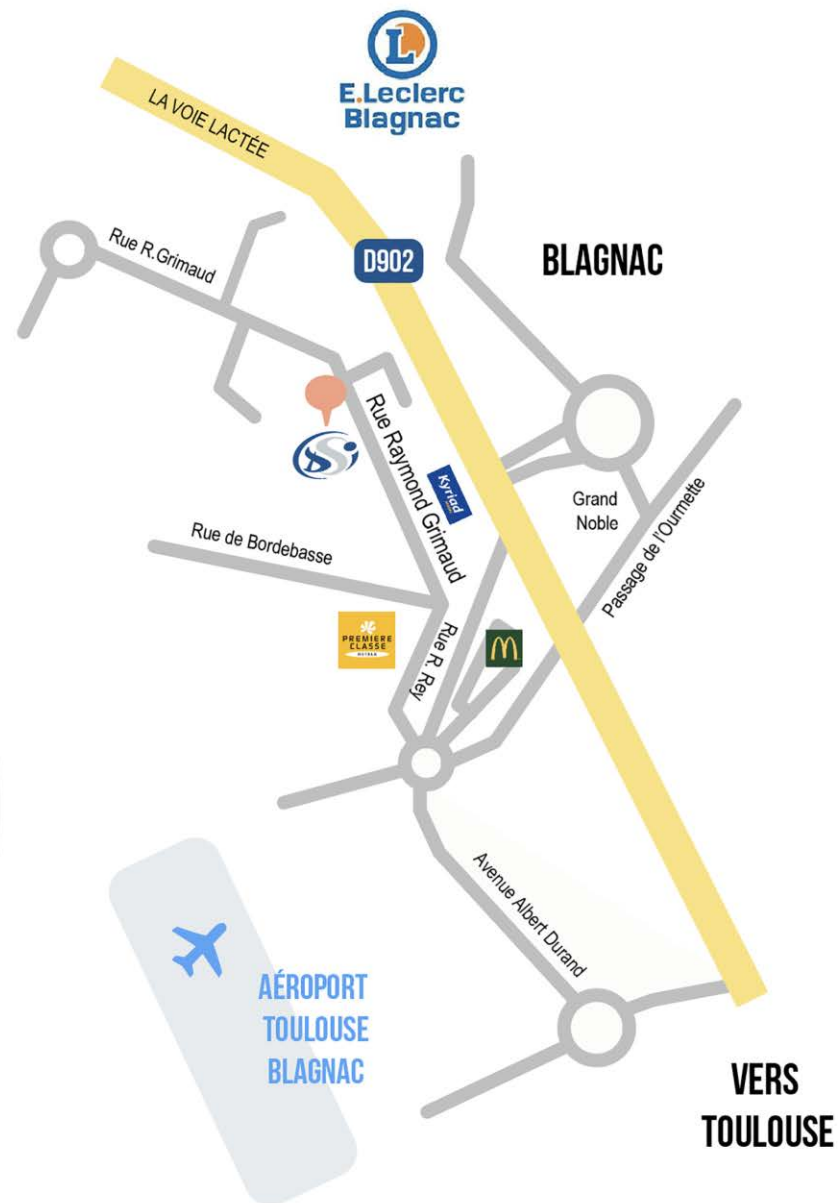 L
E.Leclerc
Blagnac
LA VOIE LACTÉE
Rue R.Grimaud
D902
BLAGNAC
Rue Raymond Grimaud
Kyriad
Grand
Noble
Passage de l'Ourmette
Rue de Bordebasse
PREMIERE
CLASSE
HOTELS
Rue R. Rey
Avenue Albert Durand
AÉROPORT
TOULOUSE
BLAGNAC
VERS
TOULOUSE